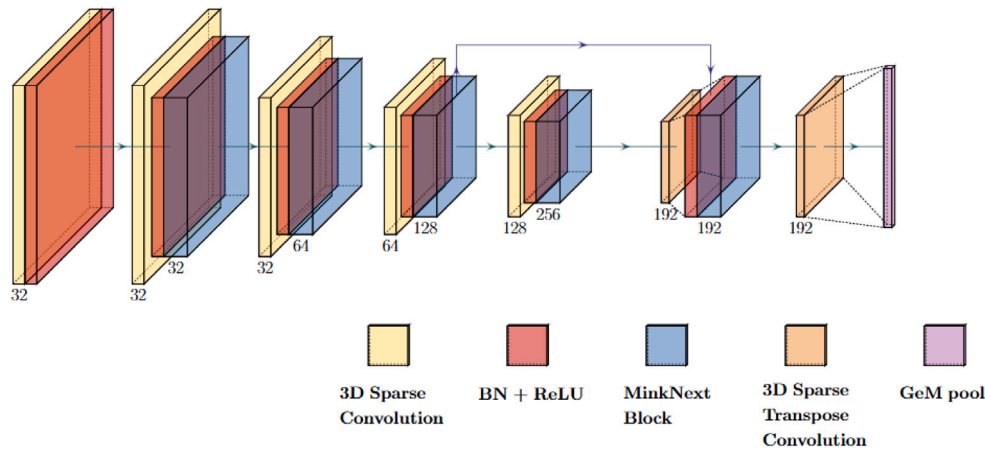 32
32
32
32
64
64
128
128
256
192
192
192
3D Sparse
Convolution
BN + ReLU
MinkNext
Block
3D Sparse
Transpose
Convolution
GeM pool